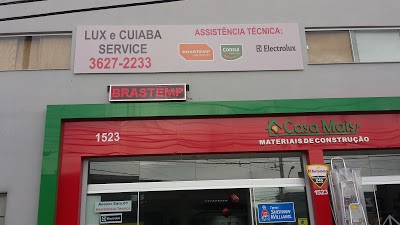 LUX e CUIABA
SERVICE
3627-2233
ASSISTÊNCIA TÉCNICA:
BRASTEMP
Consul
Electrolux
BRASTEMP
1523
Casa Mais
MATERIAIS DE CONSTRUÇÃO
1523
SHERWIN
WILLIAMS
Electrolux